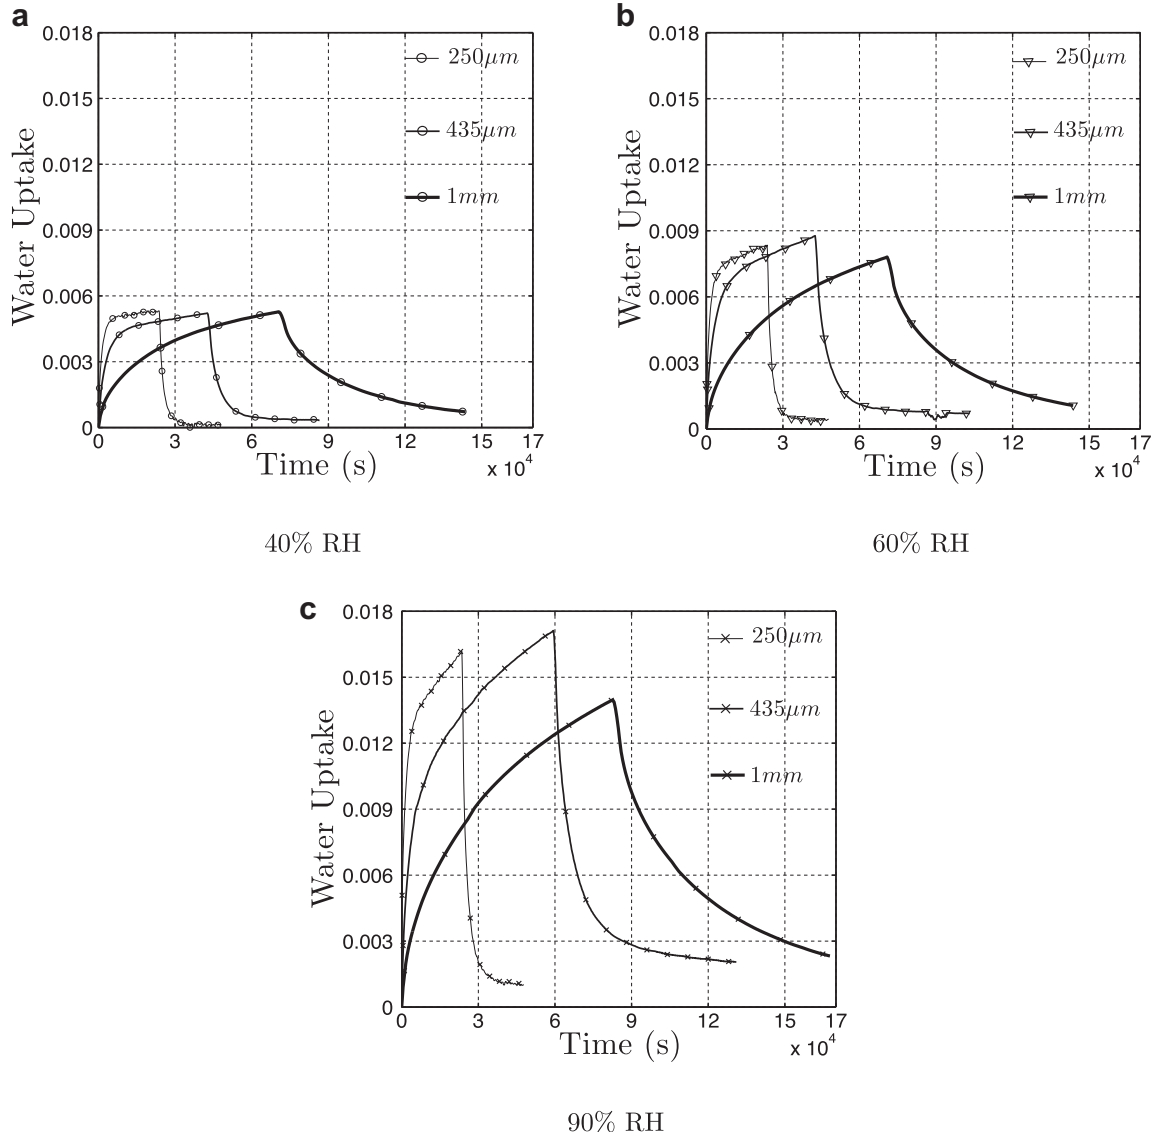 a
0.018
0.015
0.012
0.009
0.006
0.003
0
Water Uptake
250μm
435μm
1mm
0 3 6 9 12 15 17
x 10^4
Time (s)
40% RH
b
0.018
0.015
0.012
0.009
0.006
0.003
0
Water Uptake
250μm
435μm
1mm
0 3 6 9 12 15 17
x 10^4
Time (s)
60% RH
c
0.018
0.015
0.012
0.009
0.006
0.003
0
Water Uptake
250μm
435μm
1mm
0 3 6 9 12 15 17
x 10^4
Time (s)
90% RH